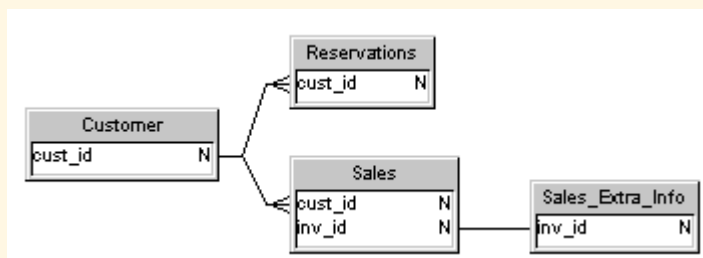 Reservations
cust_id N
Customer
cust_id N
Sales
cust_id N
inv_id N
Sales_Extra_Info
inv_id N